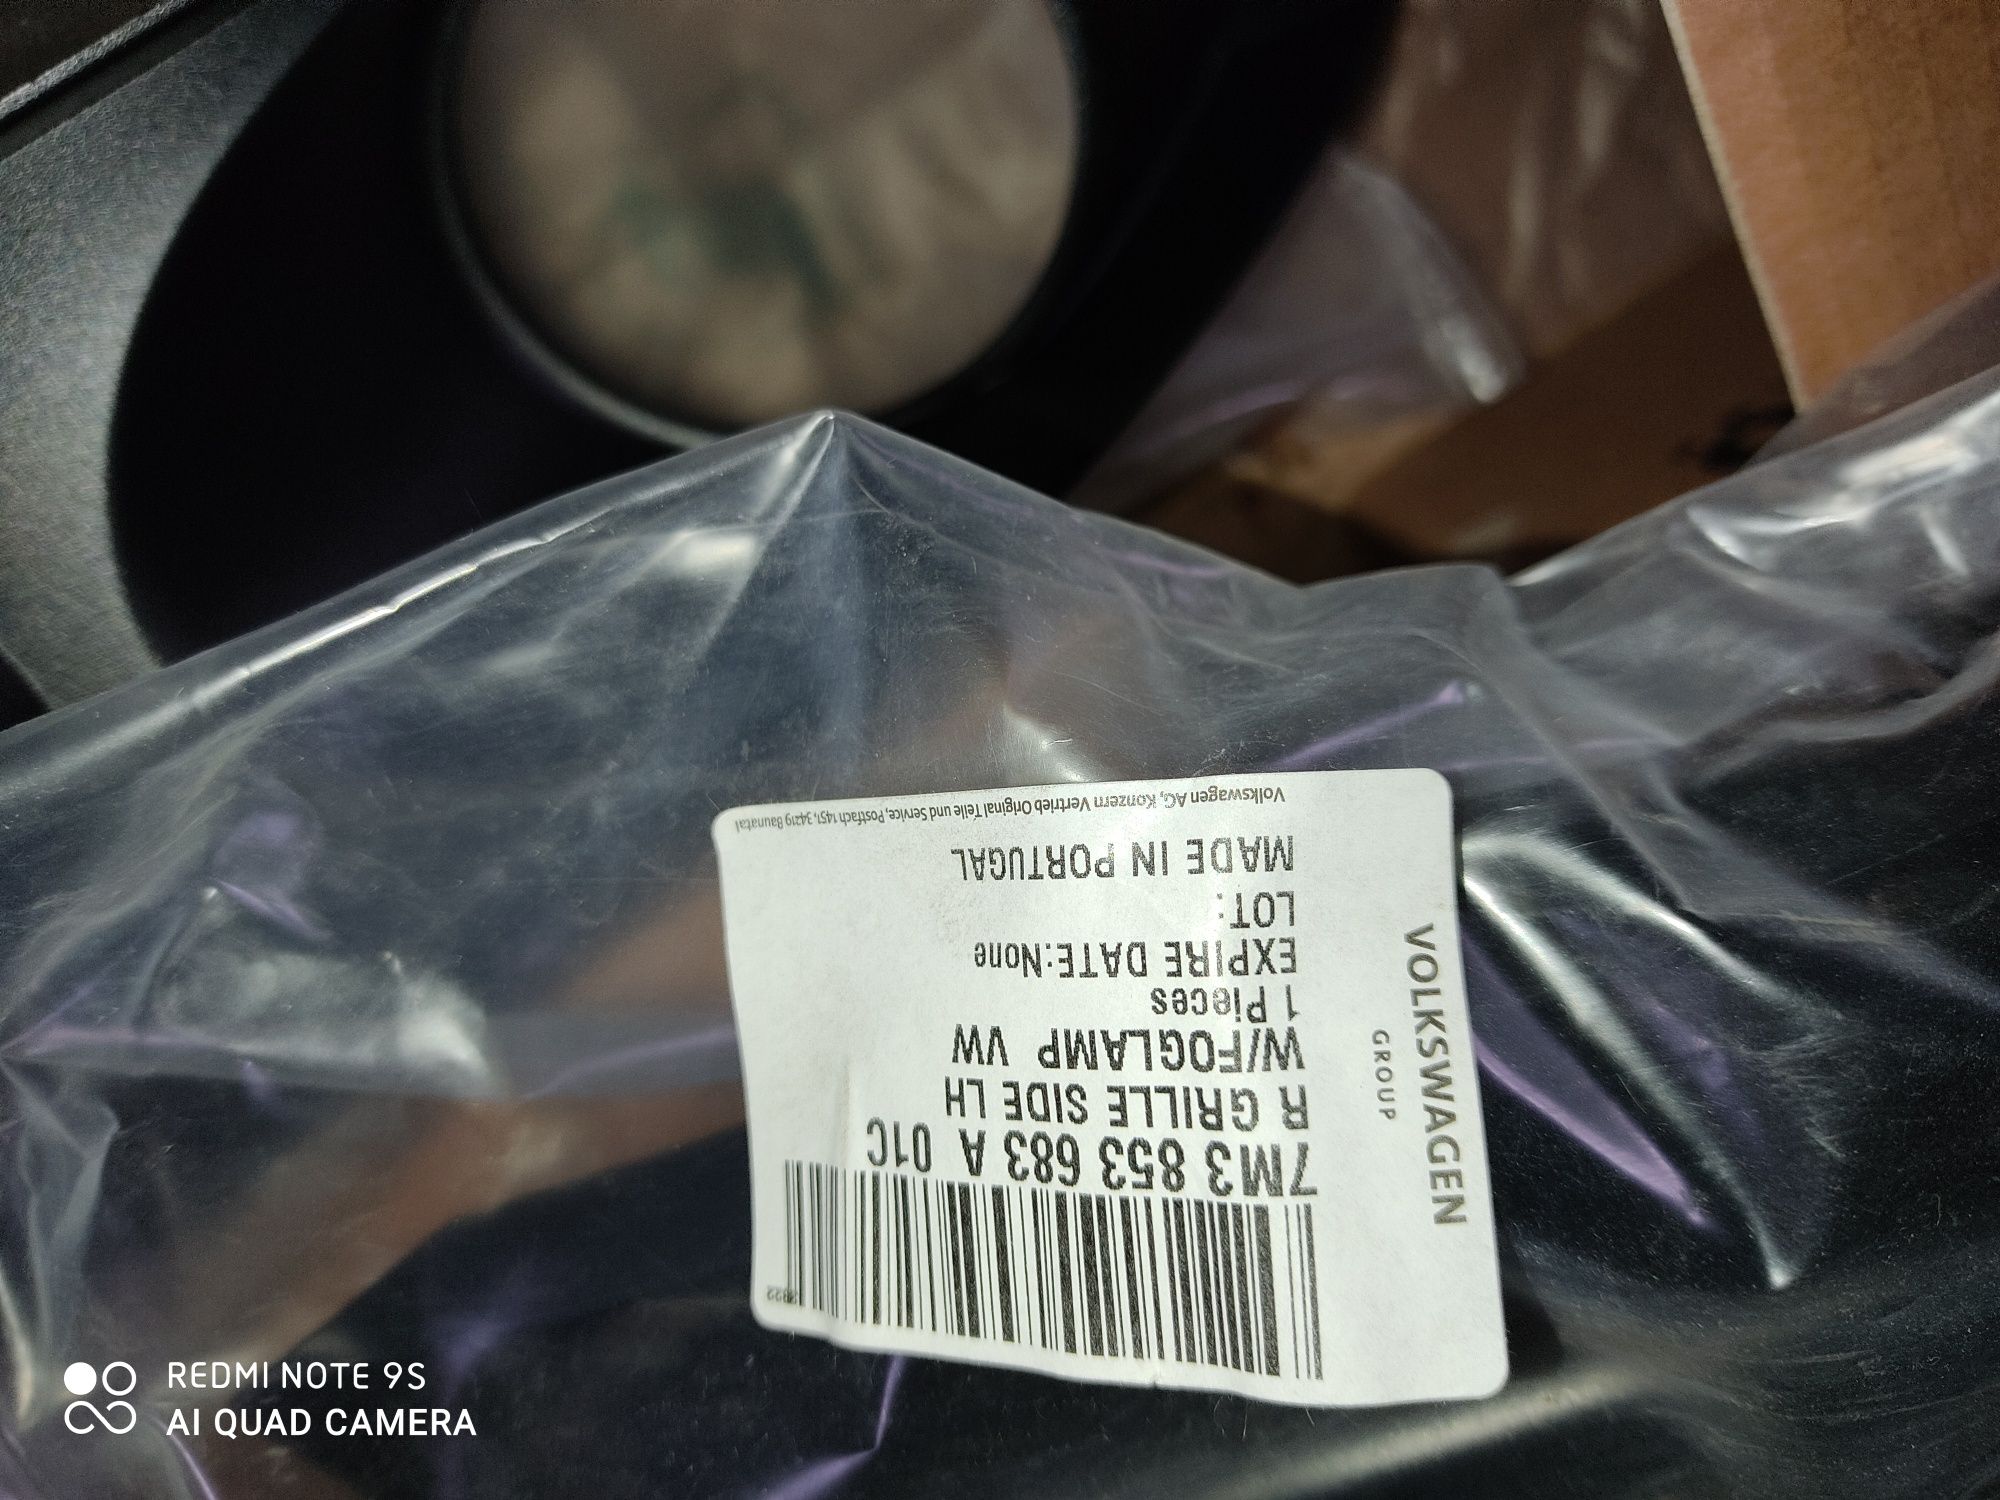 VOLKSWAGEN
GROUP
7M3 853 683 A 01C
R GRILLE SIDE LH
W/FOGLAMP VW
1 Pieces
EXPIRE DATE:None
LOT:
MADE IN PORTUGAL
Volkswagen AG, Konzern Vertrieb Original Teile und Service, Postfach 1451, 34219 Baunatal
REDMI NOTE 9S
AI QUAD CAMERA